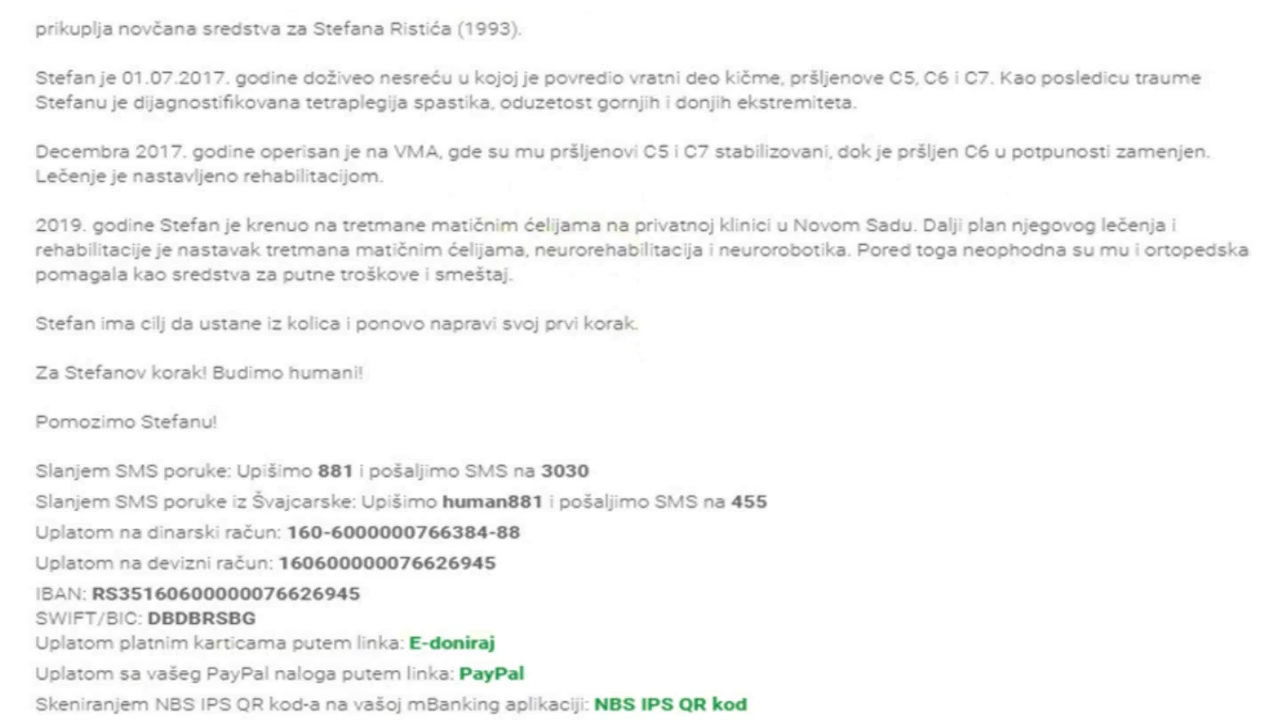 prikuplja novčana sredstva za Stefana Ristića (1993).
Stefan je 01.07.2017. godine doživeo nesreću u kojoj je povredio vratni deo kičme, pršljenove C5, C6 i C7. Kao posledicu traume
Stefanu je dijagnostifikovana tetraplegija spastika, oduzetost gornjih i donjih ekstremiteta.
Decembra 2017. godine operisan je na VMA, gde su mu pršljenovi C5 i C7 stabilizovani, dok je pršljen C6 u potpunosti zamenjen.
Lečenje je nastavljeno rehabilitacijom.
2019. godine Stefan je krenuo na tretmane matičnim ćelijama na privatnoj klinici u Novom Sadu. Dalji plan njegovog lečenja i
rehabilitacije je nastavak tretmana matičnim ćelijama, neurorehabilitacija i neurorobotika. Pored toga neophodna su mu i ortopedska
pomagala kao sredstva za putne troškove i smeštaj.
Stefan ima cilj da ustane iz kolica i ponovo napravi svoj prvi korak.
Za Stefanov korak! Budimo humani!
Pomozimo Stefanu!
Slanjem SMS poruke: Upišimo 881 i pošaljimo SMS na 3030
Slanjem SMS poruke iz Švajcarske: Upišimo human881 i pošaljimo SMS na 455
Uplatom na dinarski račun: 160-6000000766384-88
Uplatom na devizni račun: 160600000076626945
IBAN: RS35160600000076626945
SWIFT/BIC: DBDBRSBG
Uplatom platnim karticama putem linka: E-doniraj
Uplatom sa vašeg PayPal naloga putem linka: PayPal
Skeniranjem NBS IPS QR kod-a na vašoj mBanking aplikaciji: NBS IPS QR kod